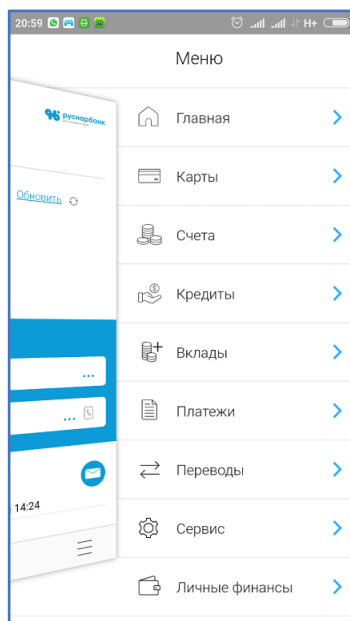 20:59
H+
Меню
руснарбанк
Обновить
Главная
Карты
Счета
Кредиты
Вклады
Платежи
Переводы
14:24
Сервис
Личные финансы